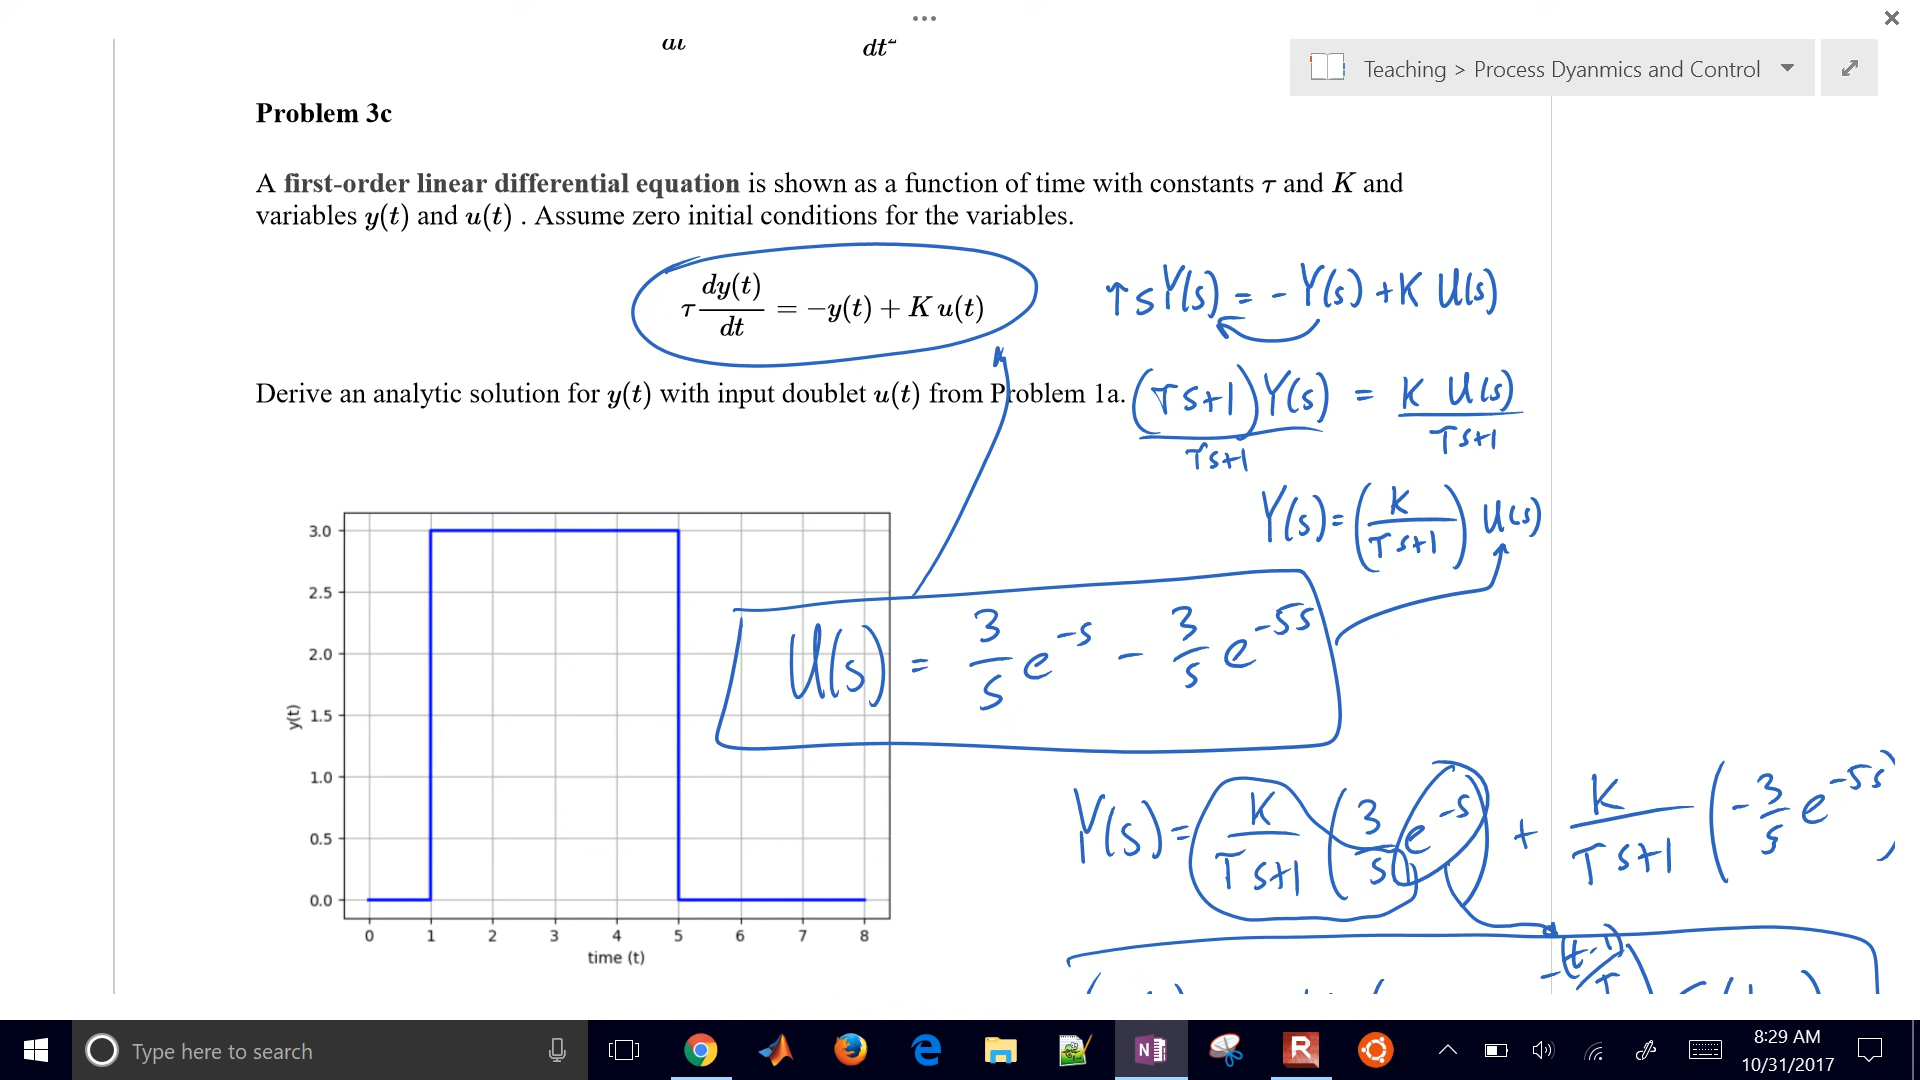 •••
dt dt²
Teaching > Process Dyanmics and Control
Problem 3c
A first-order linear differential equation is shown as a function of time with constants τ and K and
variables y(t) and u(t) . Assume zero initial conditions for the variables.
τ dy(t)/dt = −y(t) + K u(t)
τsY(s) = - Y(s) + K U(s)
Derive an analytic solution for y(t) with input doublet u(t) from Problem 1a.
(τs+1)Y(s)/τs+1 = K U(s)/τs+1
Y(s) = (K/τs+1) U(s)
U(s) = 3/s e^-s - 3/s e^-5s
Y(s) = K/τs+1 (3/s e^-s) + K/τs+1 (-3/s e^-5s)
-(t-1)/τ
3.0
2.5
2.0
1.5
1.0
0.5
0.0
y(t)
0 1 2 3 4 5 6 7 8
time (t)
Type here to search
8:29 AM
10/31/2017